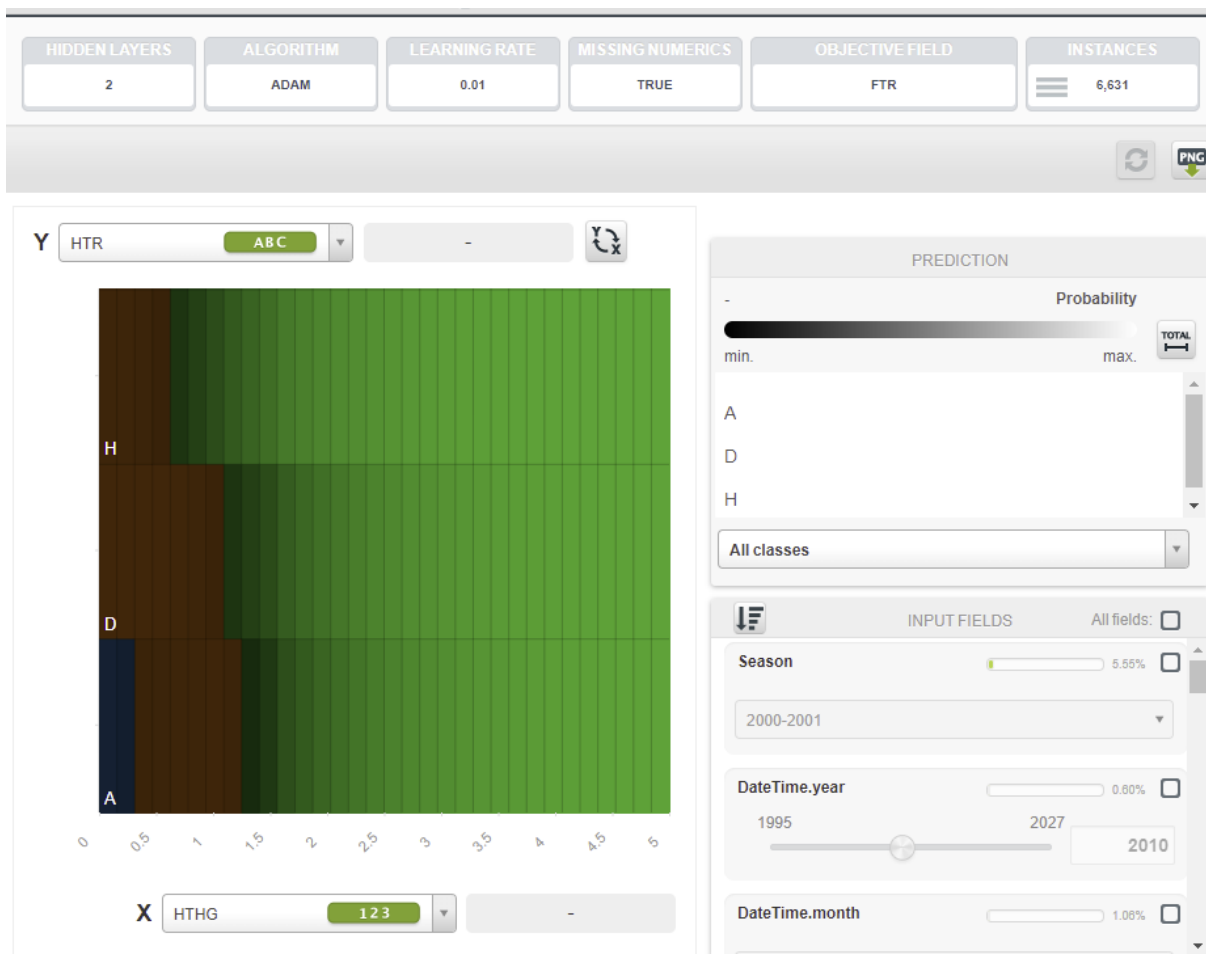 HIDDEN LAYERS ALGORITHM LEARNING RATE MISSING NUMERICS OBJECTIVE FIELD INSTANCES
2 ADAM 0.01 TRUE FTR 6,631
PNG
Y HTR ABC - Y X
H
D
A
0 0.5 1 1.5 2 2.5 3 3.5 4 4.5 5
X HTHG 123 -
PREDICTION
- Probability
TOTAL
min. max.
A
D
H
All classes
INPUT FIELDS All fields:
Season 5.55%
2000-2001
DateTime.year 0.60%
1995 2027
2010
DateTime.month 1.06%